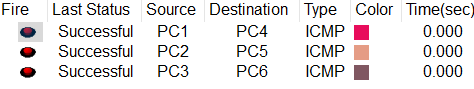 Fire Last Status Source Destination Type Color Time(sec)
Successful PC1 PC4 ICMP 0.000
Successful PC2 PC5 ICMP 0.000
Successful PC3 PC6 ICMP 0.000